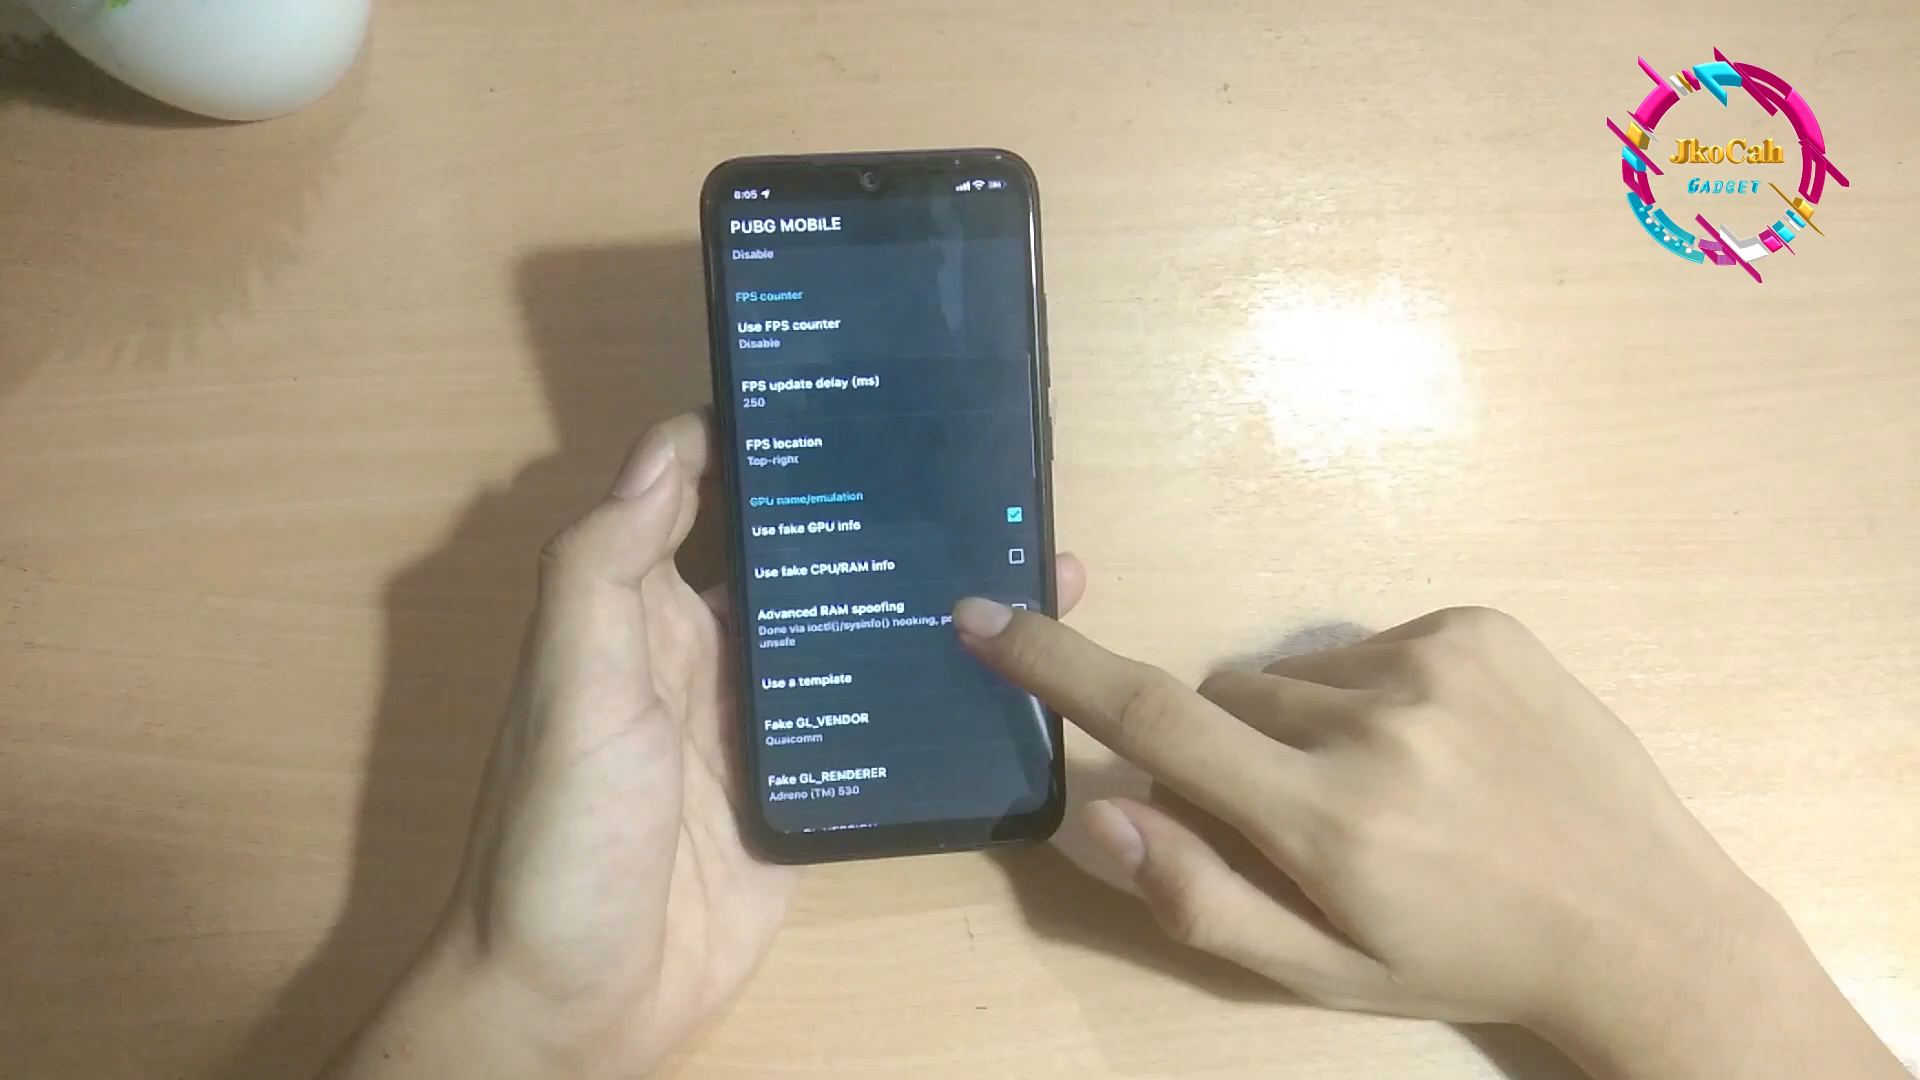 JkoCah
GADGET
6:05
PUBG MOBILE
Disable
FPS counter
Use FPS counter
Disable
FPS update delay (ms)
250
FPS location
Top-right
GPU name/emulation
Use fake GPU info
Use fake CPU/RAM info
Advanced RAM spoofing
Done via ioctl()/sysinfo() hooking,
unsafe
Use a template
Fake GL_VENDOR
Qualcomm
Fake GL_RENDERER
Adreno (TM) 530